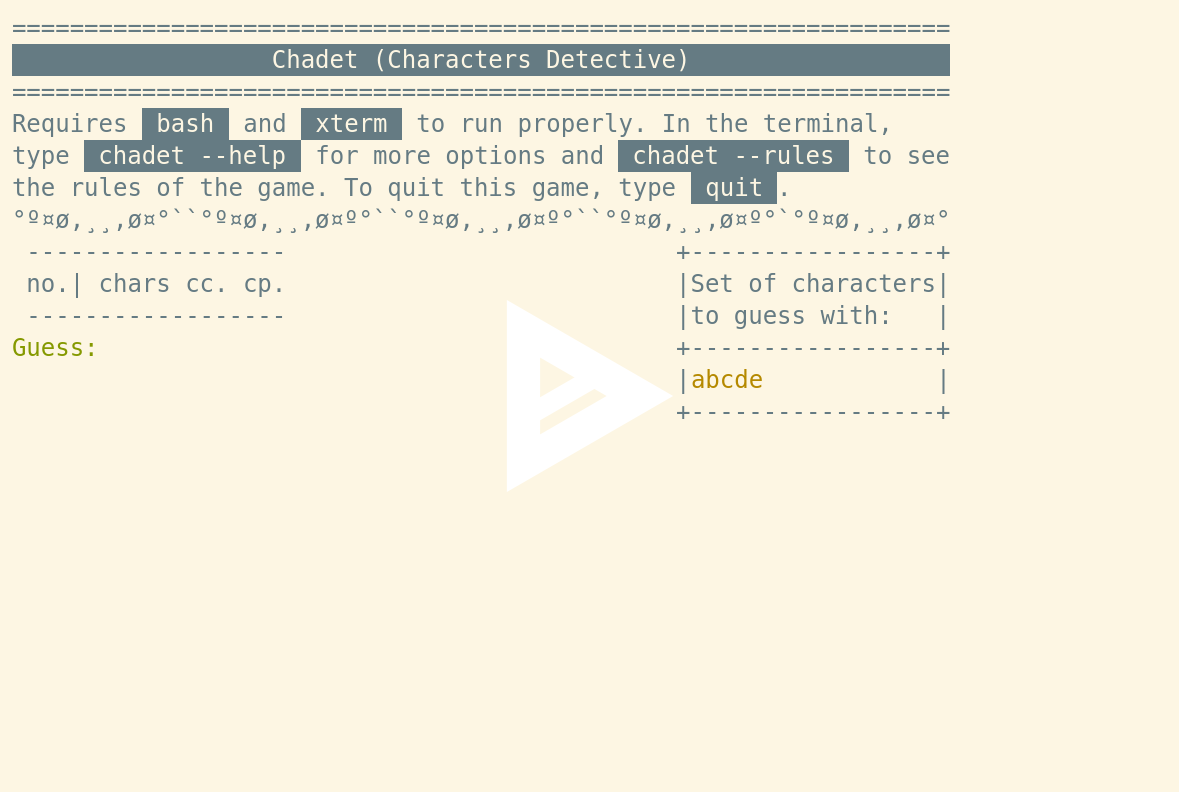 =================================================================
Chadet (Characters Detective)
=================================================================
Requires bash and xterm to run properly. In the terminal,
type chadet --help for more options and chadet --rules to see
the rules of the game. To quit this game, type quit .
°º¤ø,¸¸,ø¤°``°º¤ø,¸¸,ø¤º°``°º¤ø,¸¸,ø¤º°``°º¤ø,¸¸,ø¤º°`°º¤ø,¸¸,ø¤°
------------------ +-----------------+
no.| chars cc. cp. |Set of characters|
------------------ |to guess with:   |
Guess: +-----------------+
|abcde            |
+-----------------+